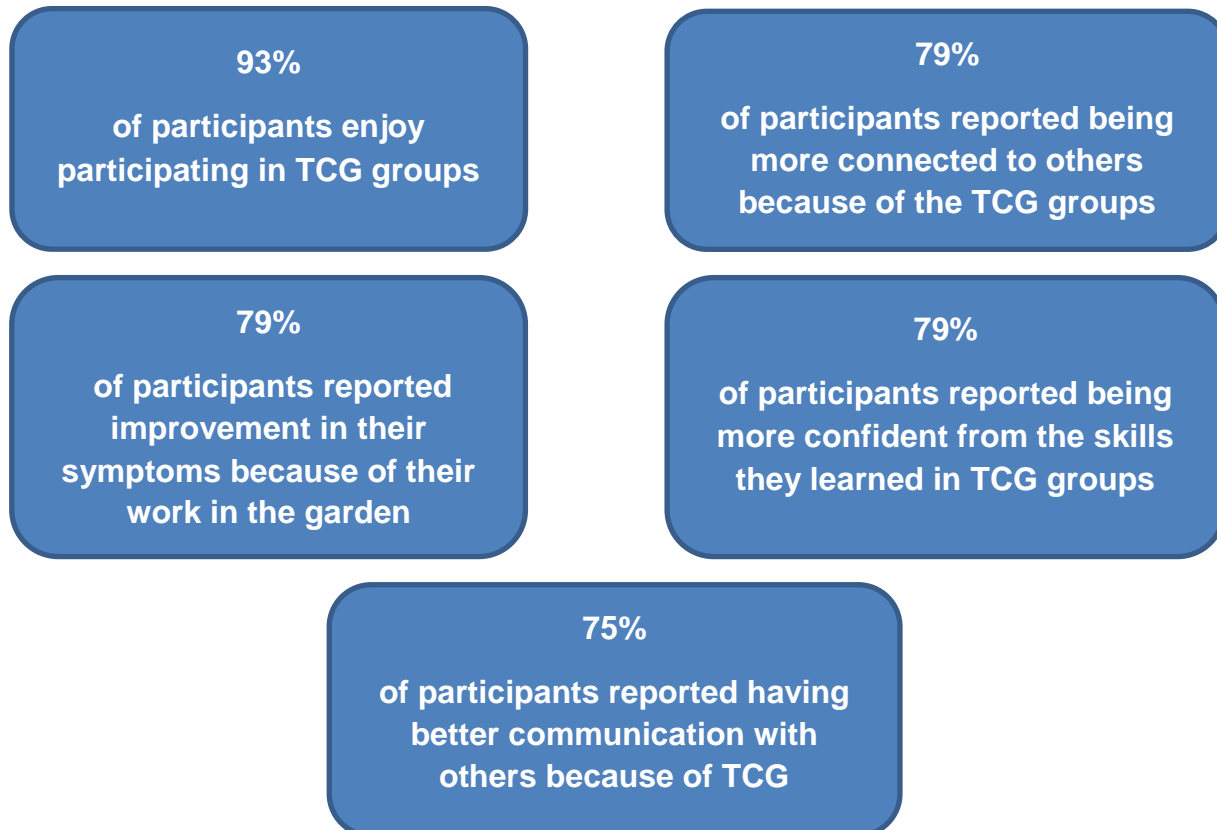 93%
of participants enjoy
participating in TCG groups
79%
of participants reported being
more connected to others
because of the TCG groups
79%
of participants reported
improvement in their
symptoms because of their
work in the garden
79%
of participants reported being
more confident from the skills
they learned in TCG groups
75%
of participants reported having
better communication with
others because of TCG